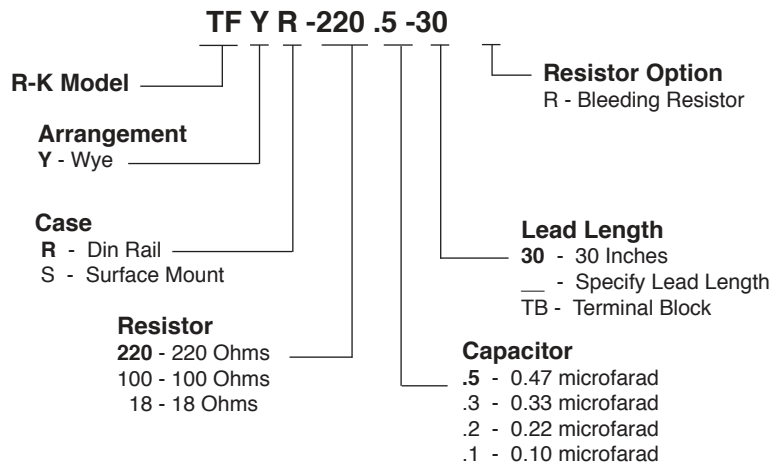 TF Y R -220 .5 -30
R-K Model
Resistor Option
R - Bleeding Resistor
Arrangement
Y - Wye
Case
R - Din Rail
S - Surface Mount
Lead Length
30 - 30 Inches
__ - Specify Lead Length
TB - Terminal Block
Resistor
220 - 220 Ohms
100 - 100 Ohms
18 - 18 Ohms
Capacitor
.5 - 0.47 microfarad
.3 - 0.33 microfarad
.2 - 0.22 microfarad
.1 - 0.10 microfarad